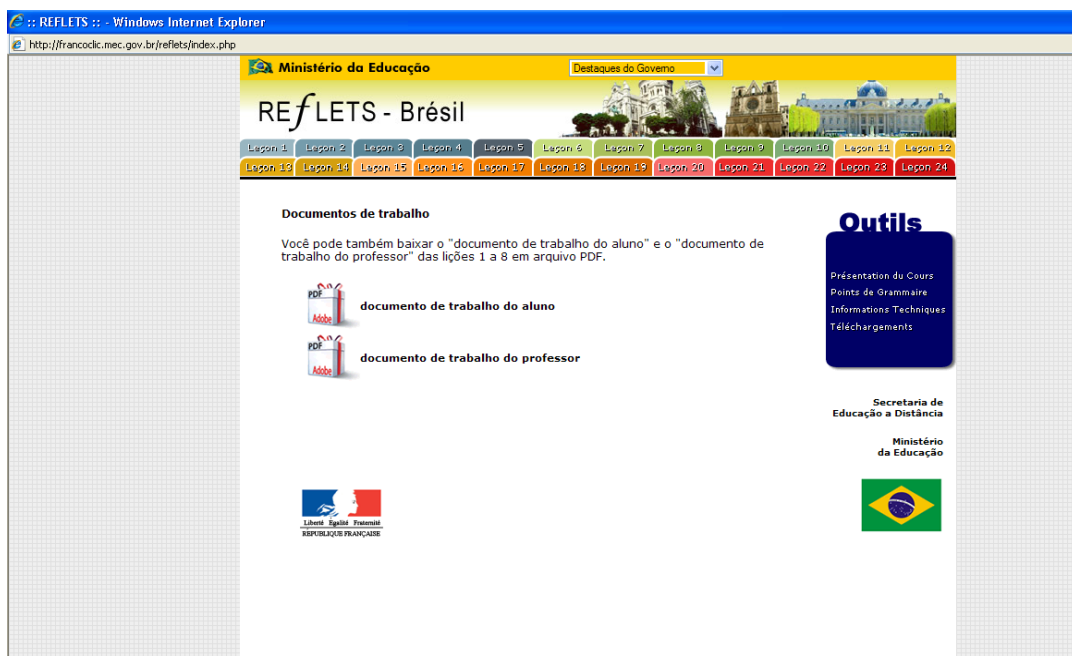 :: REFLETS :: - Windows Internet Explorer
http://francoclic.mec.gov.br/reflets/index.php
Ministério da Educação
Destaques do Governo
REfLETS - Brésil
Leçon 1 Leçon 2 Leçon 3 Leçon 4 Leçon 5 Leçon 6 Leçon 7 Leçon 8 Leçon 9 Leçon 10 Leçon 11 Leçon 12
Leçon 13 Leçon 14 Leçon 15 Leçon 16 Leçon 17 Leçon 18 Leçon 19 Leçon 20 Leçon 21 Leçon 22 Leçon 23 Leçon 24
Documentos de trabalho
Você pode também baixar o "documento de trabalho do aluno" e o "documento de
trabalho do professor" das lições 1 a 8 em arquivo PDF.
PDF
Adobe
documento de trabalho do aluno
PDF
Adobe
documento de trabalho do professor
Outils
Présentation du Cours
Points de Grammaire
Informations Techniques
Téléchargements
Secretaria de
Educação a Distância
Ministério
da Educação
Liberté Egalité Fraternité
RÉPUBLIQUE FRANÇAISE